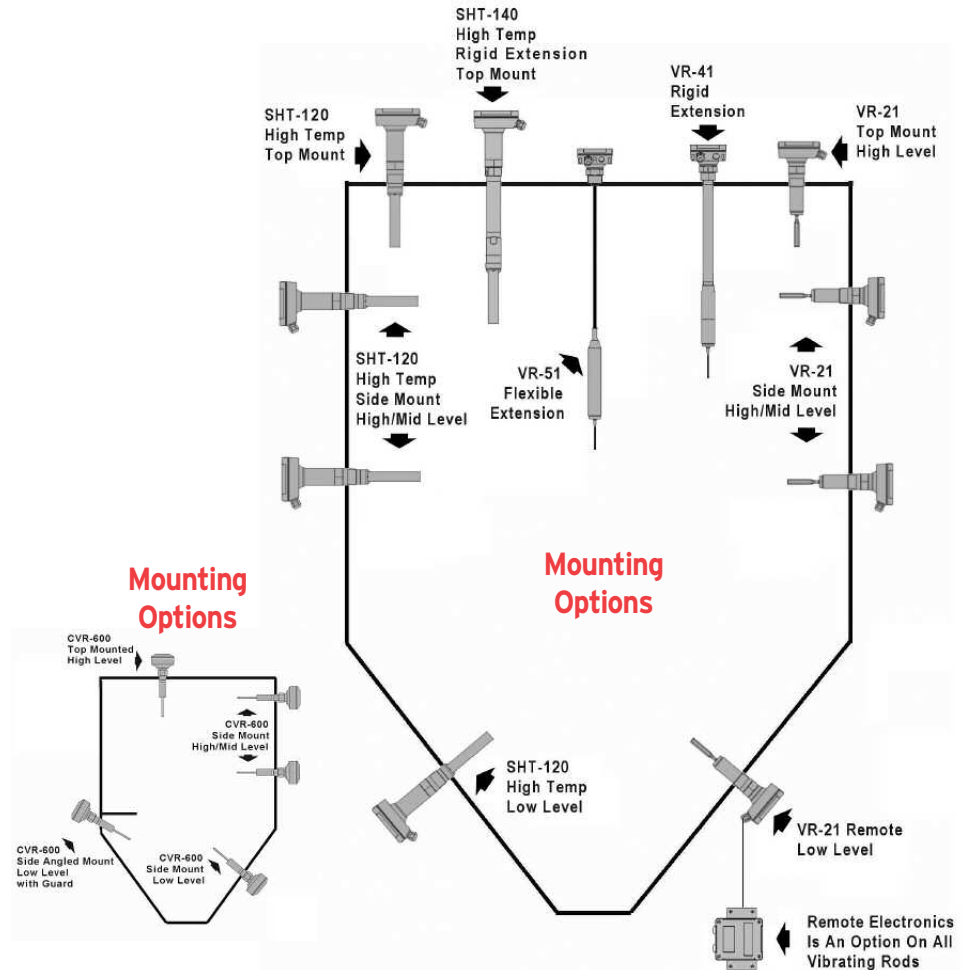 SHT-140
High Temp
Rigid Extension
Top Mount
SHT-120
High Temp
Top Mount
VR-41
Rigid
Extension
VR-21
Top Mount
High Level
SHT-120
High Temp
Side Mount
High/Mid Level
VR-51
Flexible
Extension
VR-21
Side Mount
High/Mid Level
Mounting
Options
Mounting
Options
CVR-600
Top Mounted
High Level
CVR-600
Side Mount
High/Mid Level
CVR-600
Side Angled Mount
Low Level
with Guard
CVR-600
Side Mount
Low Level
SHT-120
High Temp
Low Level
VR-21 Remote
Low Level
Remote Electronics
Is An Option On All
Vibrating Rods